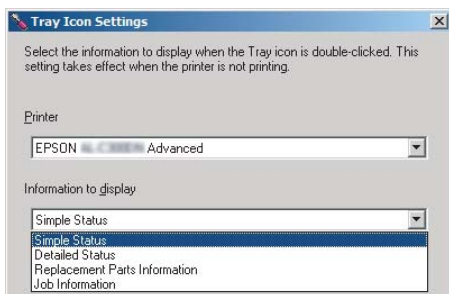 Tray Icon Settings
Select the information to display when the Tray icon is double-clicked. This
setting takes effect when the printer is not printing.
Printer
EPSON Advanced
Information to display
Simple Status
Simple Status
Detailed Status
Replacement Parts Information
Job Information